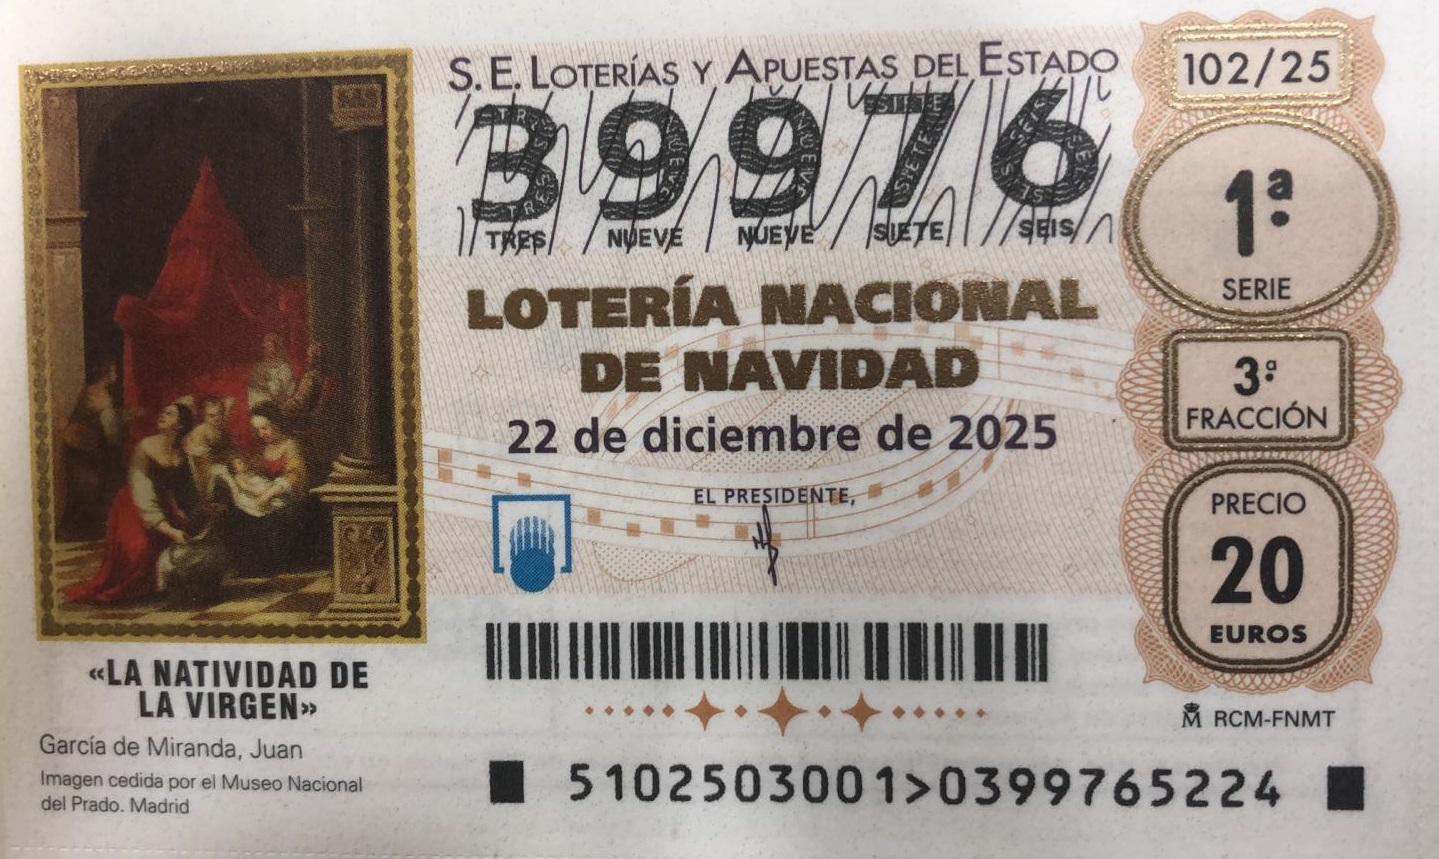 S.E. LOTERÍAS Y APUESTAS DEL ESTADO
39976
TRES NUEVE NUEVE SIETE SEIS
LOTERÍA NACIONAL
DE NAVIDAD
22 de diciembre de 2025
EL PRESIDENTE,
102/25
1ª
SERIE
3ª
FRACCIÓN
PRECIO
20
EUROS
RCM-FNMT
«LA NATIVIDAD DE
LA VIRGEN»
García de Miranda, Juan
Imagen cedida por el Museo Nacional
del Prado. Madrid
5102503001>0399765224